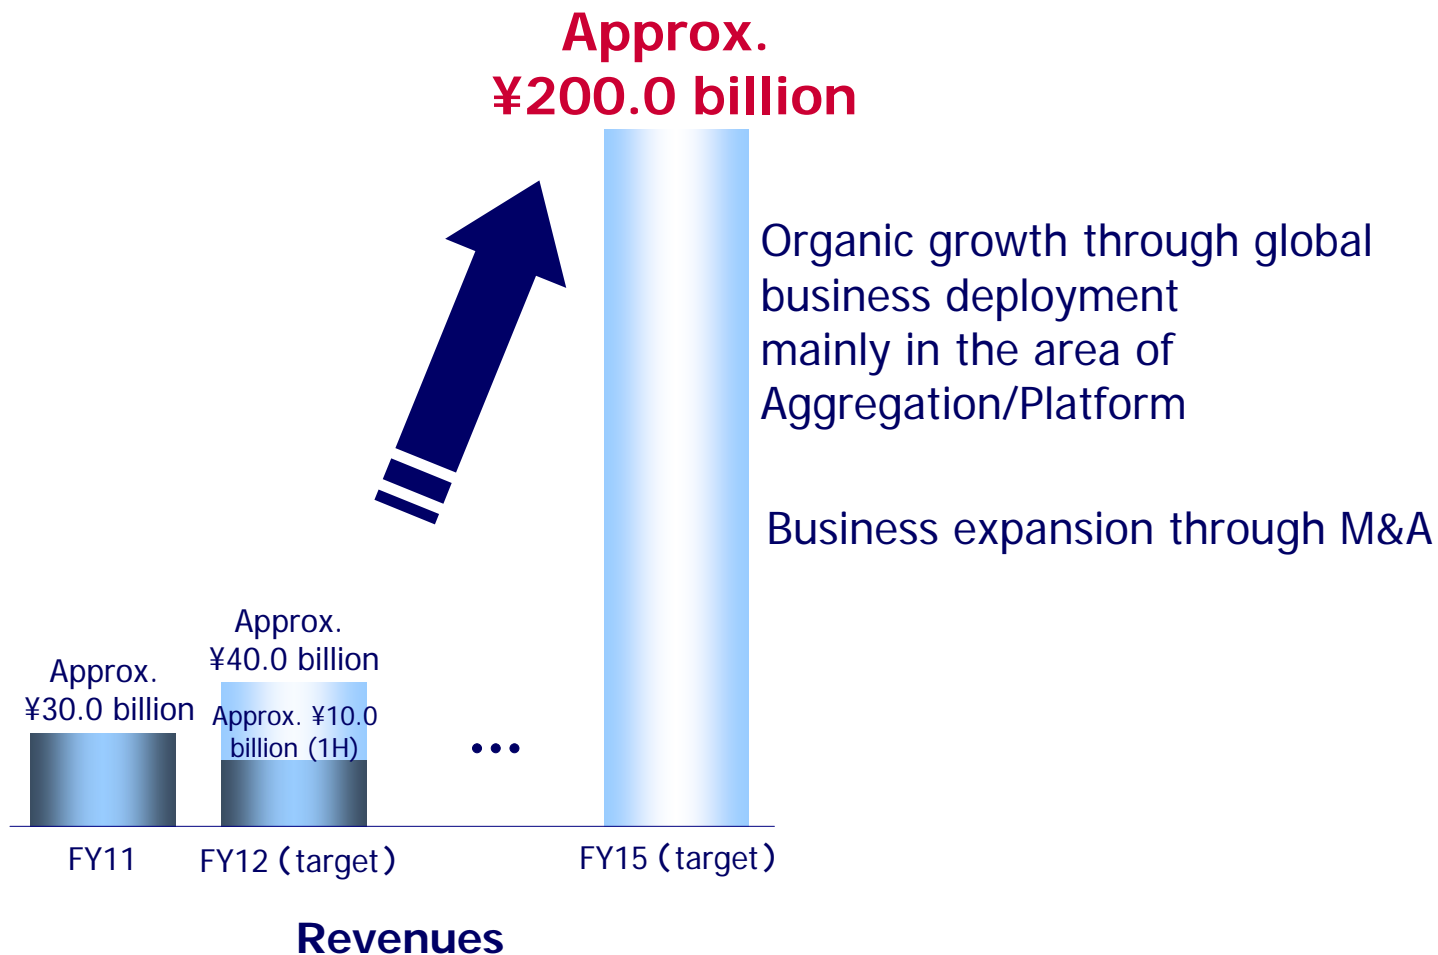 Approx.
¥200.0 billion
Organic growth through global
business deployment
mainly in the area of
Aggregation/Platform
Business expansion through M&A
Approx.
¥40.0 billion
Approx.
¥30.0 billion
Approx. ¥10.0
billion (1H)
...
FY11
FY12 (target)
FY15 (target)
Revenues